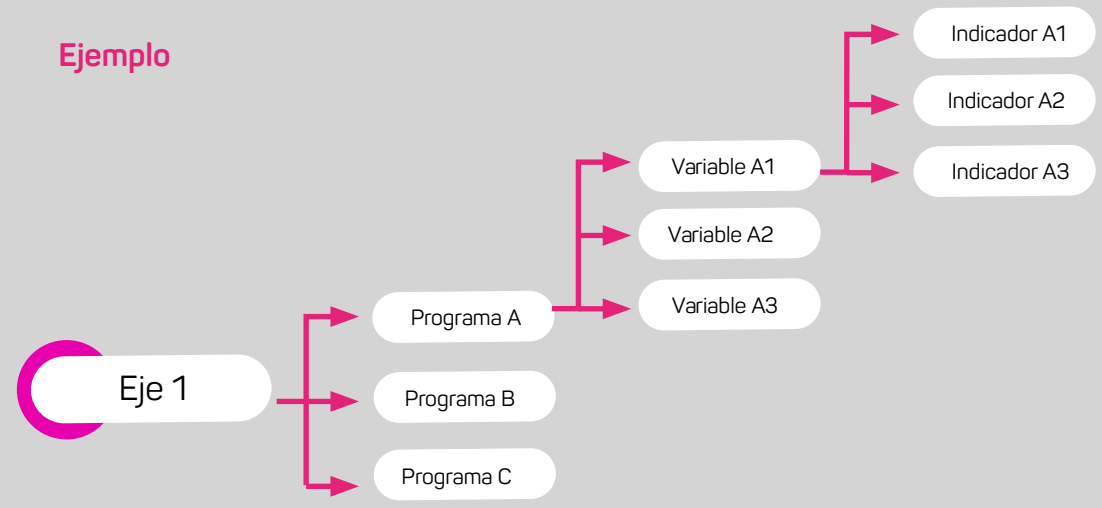 Ejemplo
Eje 1
Programa A
Programa B
Programa C
Variable A1
Variable A2
Variable A3
Indicador A1
Indicador A2
Indicador A3